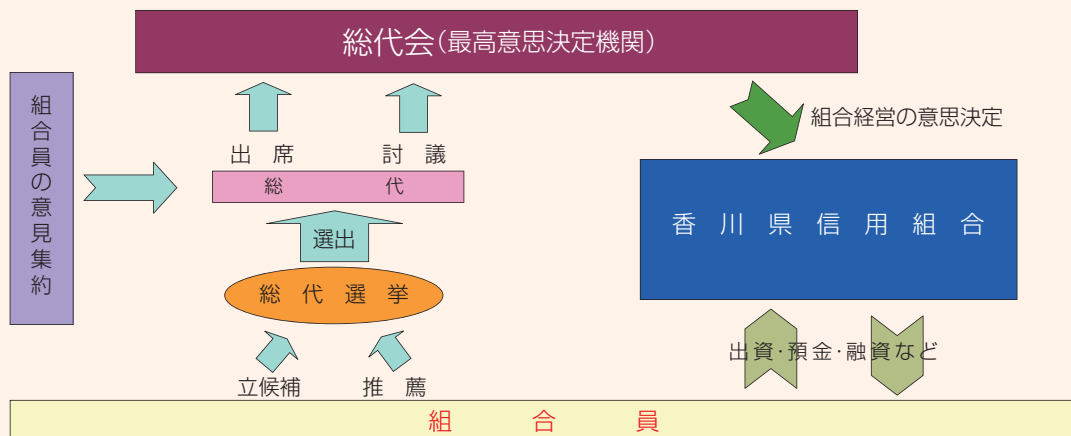 総代会(最高意思決定機関)
組合員の意見集約
組合経営の意思決定
出席
討議
総代
香川県信用組合
選出
総代選挙
出資・預金・融資など
立候補
推薦
組合員